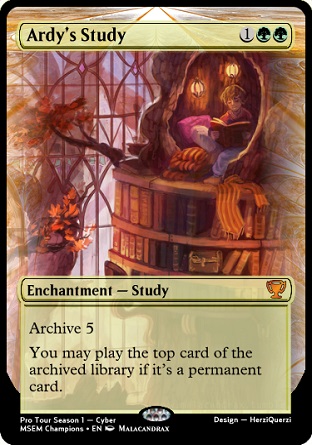 Ardy's Study 1
Enchantment — Study
Archive 5
You may play the top card of the
archived library if it's a permanent
card.
Pro Tour Season 1 — Cyber Design — HerziQuerzi
MSEM Champions • EN Malacandrax